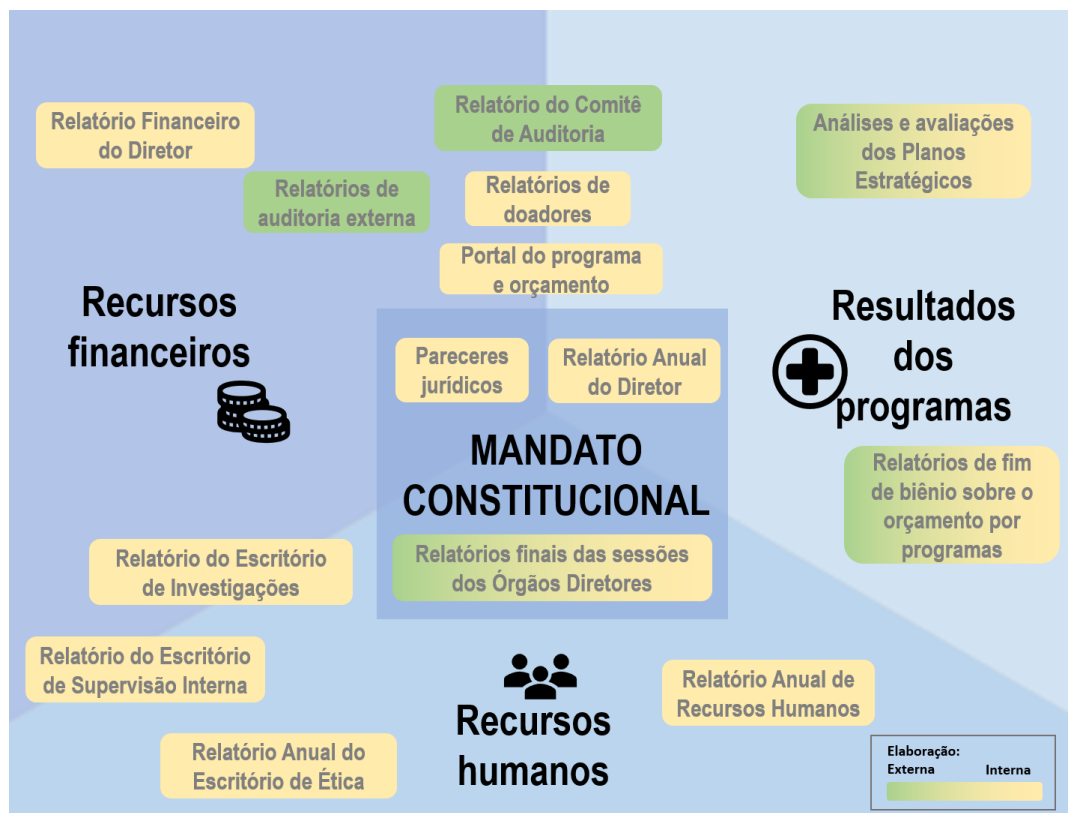 Relatório do Comitê
de Auditoria
Relatório Financeiro
do Diretor
Análises e avaliações
dos Planos
Estratégicos
Relatórios de
auditoria externa
Relatórios de
doadores
Portal do programa
e orçamento
Recursos
financeiros
Resultados
dos
programas
Pareceres
jurídicos
Relatório Anual
do Diretor
MANDATO
CONSTITUCIONAL
Relatórios de fim
de biênio sobre o
orçamento por
programas
Relatórios finais das sessões
dos Órgãos Diretores
Relatório do Escritório
de Investigações
Relatório do Escritório
de Supervisão Interna
Relatório Anual de
Recursos Humanos
Recursos
humanos
Relatório Anual do
Escritório de Ética
Elaboração:
Externa Interna